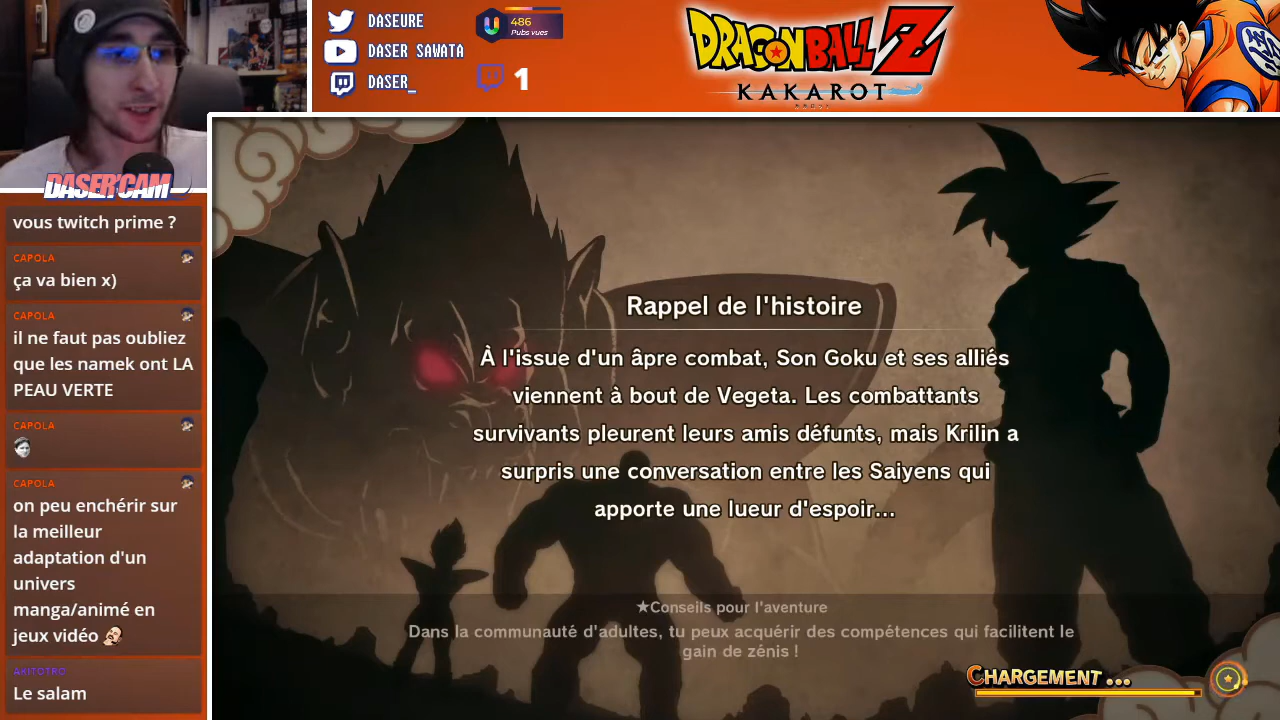 DASEURE
DASER SAWATA
DASER_
486
Pubs vues
1
DRAGON BALL Z
KAKAROT
DASER'CAM
vous twitch prime ?
CAPOLA
ça va bien x)
CAPOLA
il ne faut pas oubliez
que les namek ont LA
PEAU VERTE
CAPOLA
CAPOLA
on peu enchérir sur
la meilleur
adaptation d'un
univers
manga/animé en
jeux vidéo
AKITOTRO
Le salam
Rappel de l'histoire
À l'issue d'un âpre combat, Son Goku et ses alliés
viennent à bout de Vegeta. Les combattants
survivants pleurent leurs amis défunts, mais Krilin a
surpris une conversation entre les Saiyens qui
apporte une lueur d'espoir...
★Conseils pour l'aventure
Dans la communauté d'adultes, tu peux acquérir des compétences qui facilitent le
gain de zénis !
CHARGEMENT ...